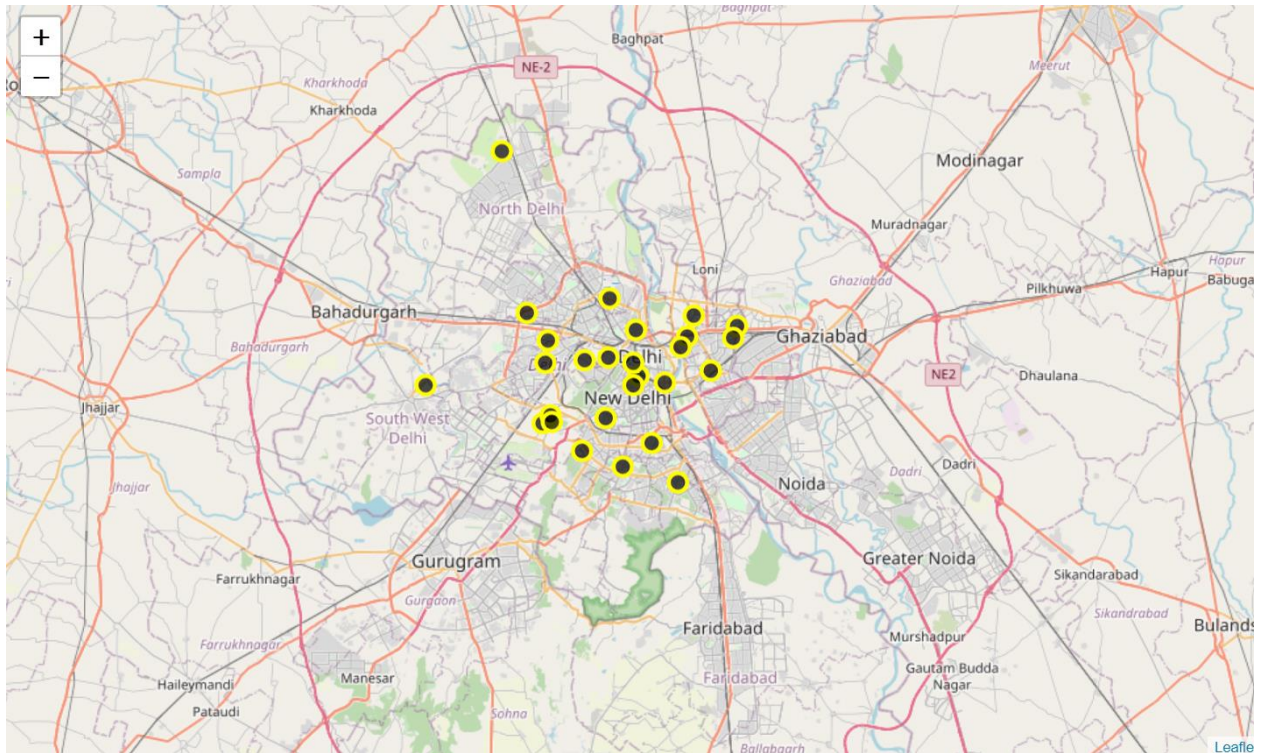 +
−
Baghpat
Baghpat
NE-2
Meerut
Kharkhoda
Kharkhoda
Modinagar
Sampla
North Delhi
Muradnagar
Loni
Ghaziabad
Hapur
Hapur
Babuga
Pilkhuwa
Bahadurgarh
Bahadurgarh
Ghaziabad
Delhi
Delhi
NE2
Dhaulana
New Delhi
Jhajjar
South West
Delhi
Dadri
Dadri
Jhajjar
Noida
Gurugram
Greater Noida
Farrukhnagar
Sikandarabad
Gurgaon
Sikandrabad
Faridabad
Bulands
Murshadpur
Farrukhnagar
Gautam Budda
Nagar
Haileymandi
Manesar
Faridabad
Pataudi
Sohna
Ballabgarh
Leafle